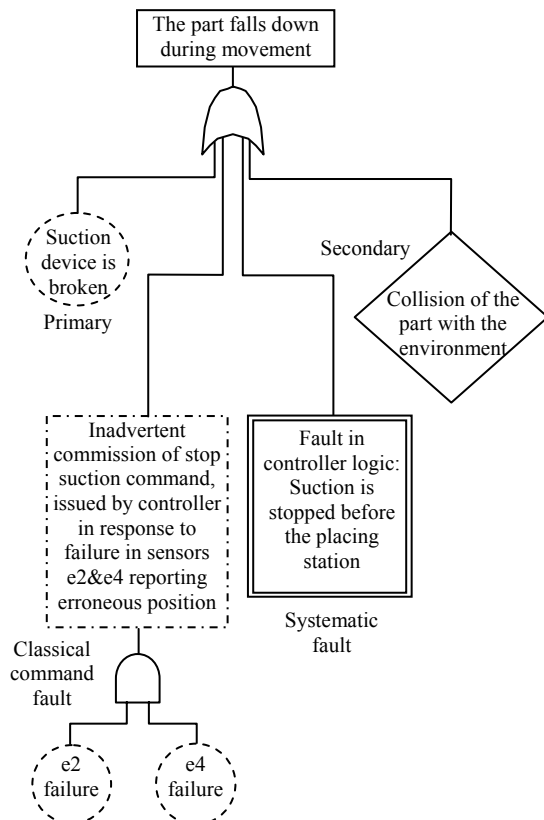 The part falls down
during movement
Suction
device is
broken
Primary
Secondary
Collision of the
part with the
environment
Inadvertent
commission of stop
suction command,
issued by controller
in response to
failure in sensors
e2&e4 reporting
erroneous position
Fault in
controller logic:
Suction is
stopped before
the placing
station
Systematic
fault
Classical
command
fault
e2
failure
e4
failure